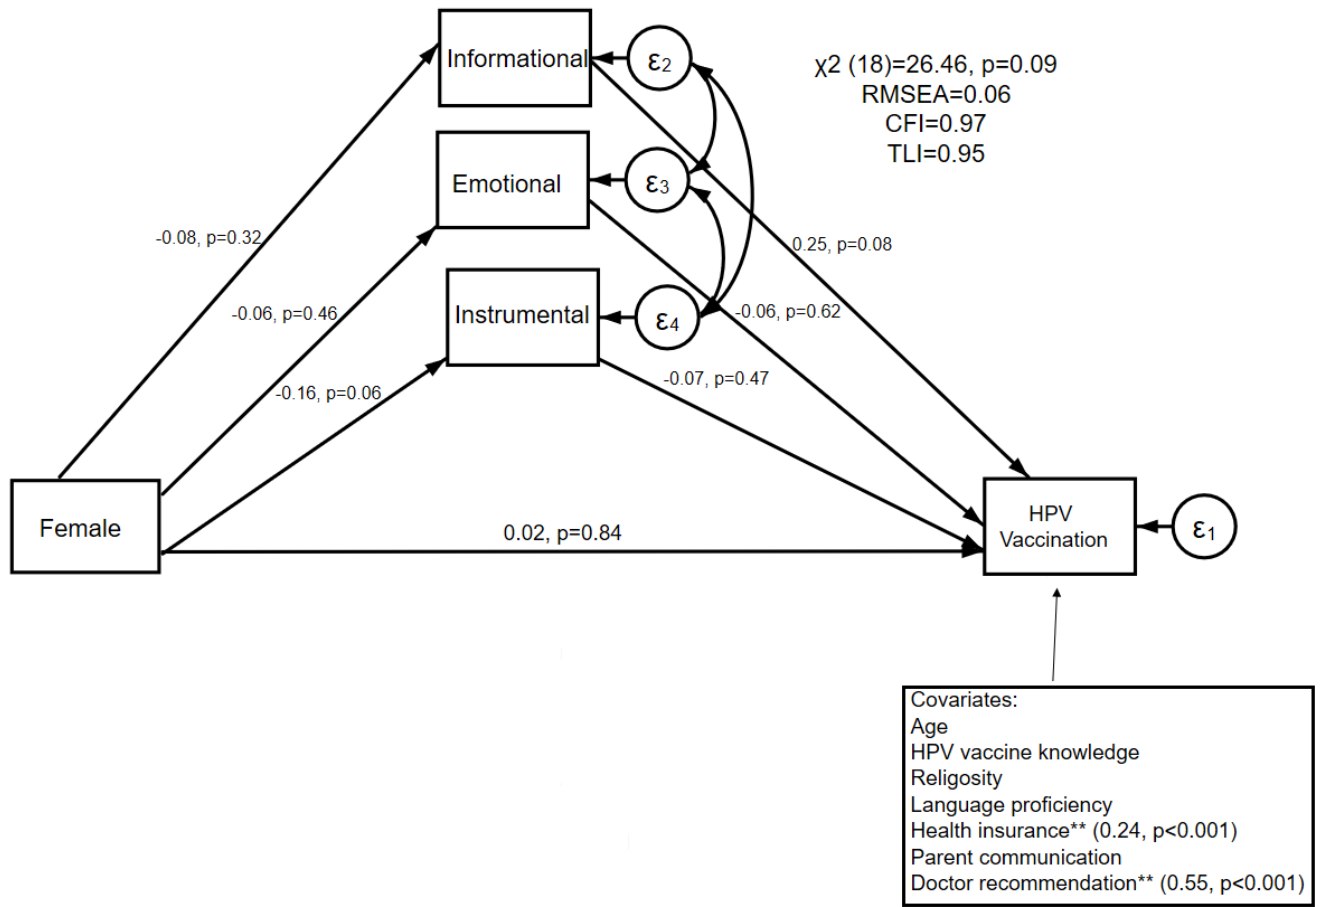 Informational
ε2
χ2 (18)=26.46, p=0.09
RMSEA=0.06
CFI=0.97
TLI=0.95
Emotional
ε3
-0.08, p=0.32
0.25, p=0.08
Instrumental
ε4
-0.06, p=0.46
-0.06, p=0.62
-0.16, p=0.06
-0.07, p=0.47
Female
0.02, p=0.84
HPV
Vaccination
ε1
Covariates:
Age
HPV vaccine knowledge
Religosity
Language proficiency
Health insurance** (0.24, p<0.001)
Parent communication
Doctor recommendation** (0.55, p<0.001)